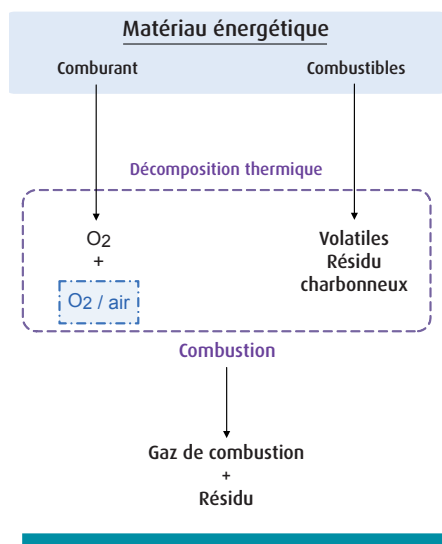 Matériau énergétique
Comburant Combustibles
Décomposition thermique
O2
+
O2 / air
Volatiles
Résidu
charbonneux
Combustion
Gaz de combustion
+
Résidu